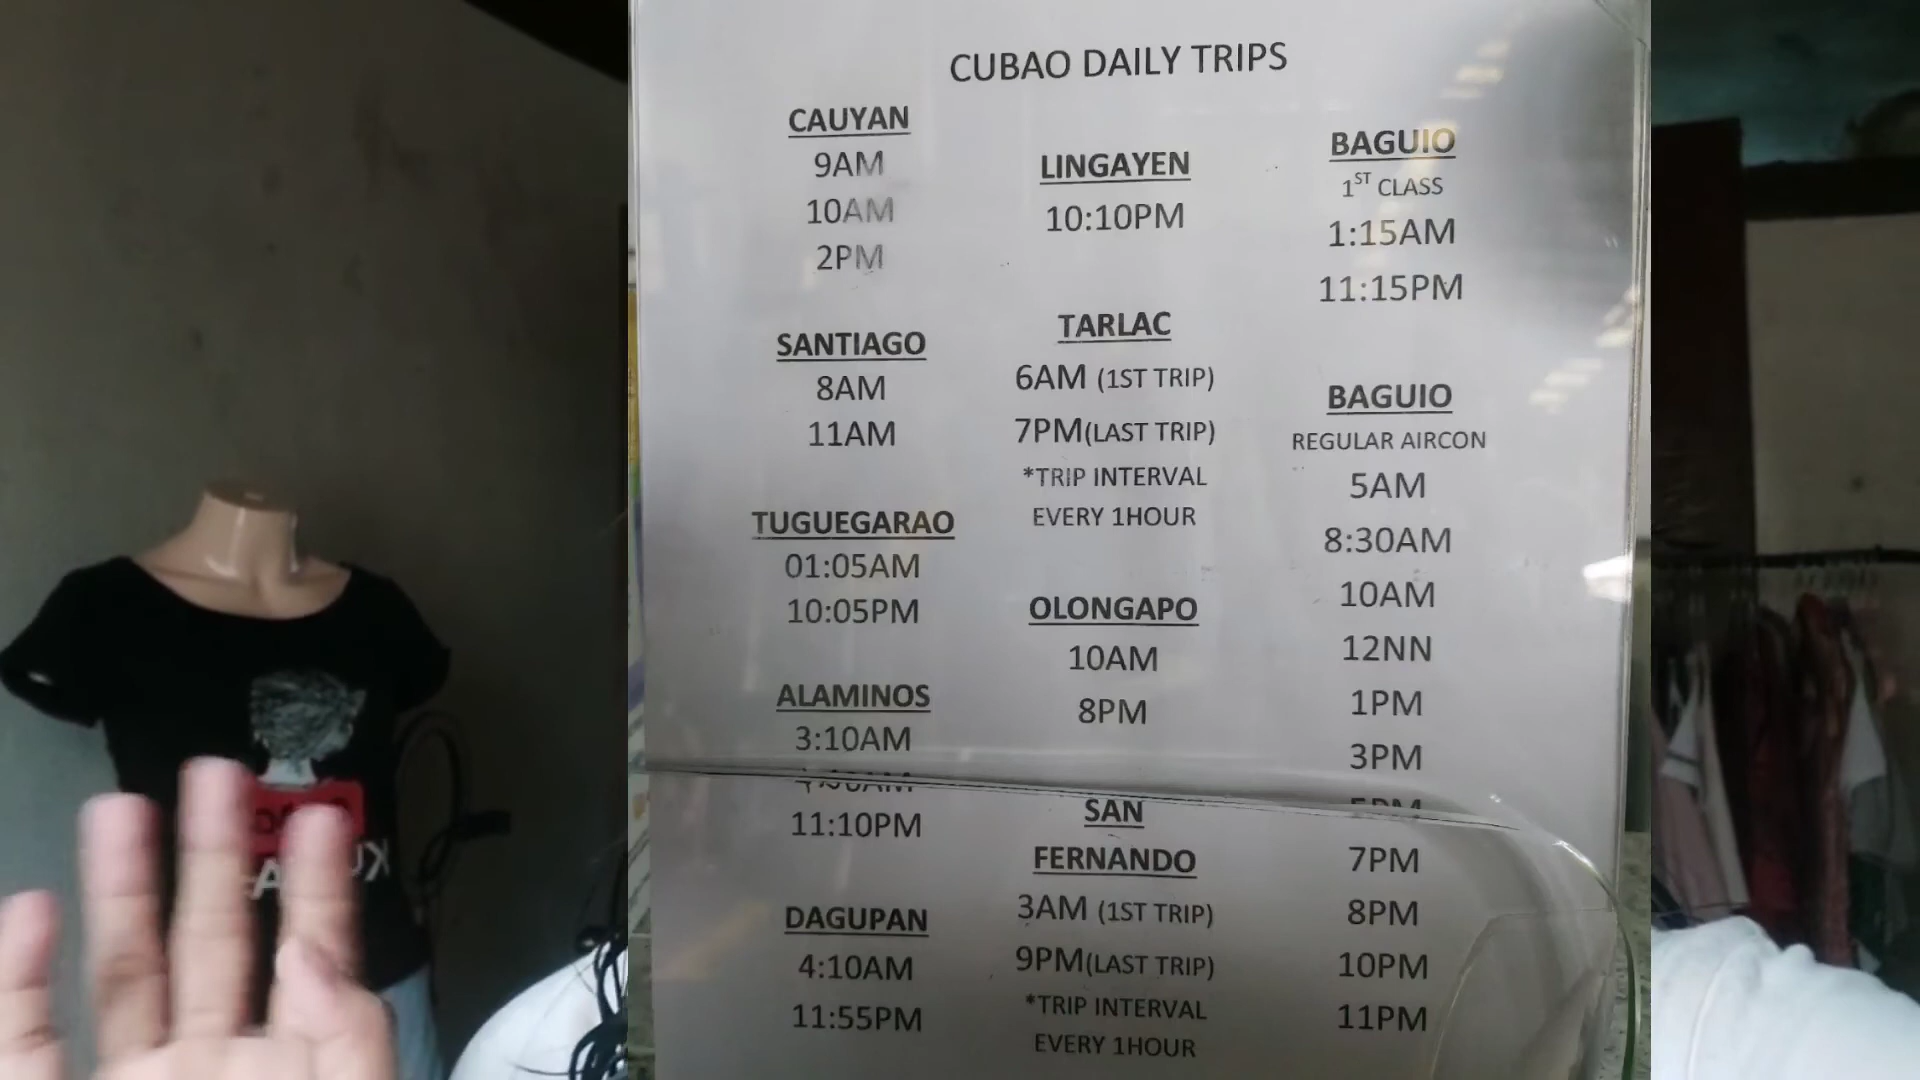 CUBAO DAILY TRIPS
CAUYAN
9AM
10AM
2PM
SANTIAGO
8AM
11AM
TUGUEGARAO
01:05AM
10:05PM
ALAMINOS
3:10AM
11:10PM
DAGUPAN
4:10AM
11:55PM
LINGAYEN
10:10PM
TARLAC
6AM (1ST TRIP)
7PM(LAST TRIP)
*TRIP INTERVAL
EVERY 1HOUR
OLONGAPO
10AM
8PM
SAN
FERNANDO
3AM (1ST TRIP)
9PM(LAST TRIP)
*TRIP INTERVAL
EVERY 1HOUR
BAGUIO
1ST CLASS
1:15AM
11:15PM
BAGUIO
REGULAR AIRCON
5AM
8:30AM
10AM
12NN
1PM
3PM
5PM
7PM
8PM
10PM
11PM